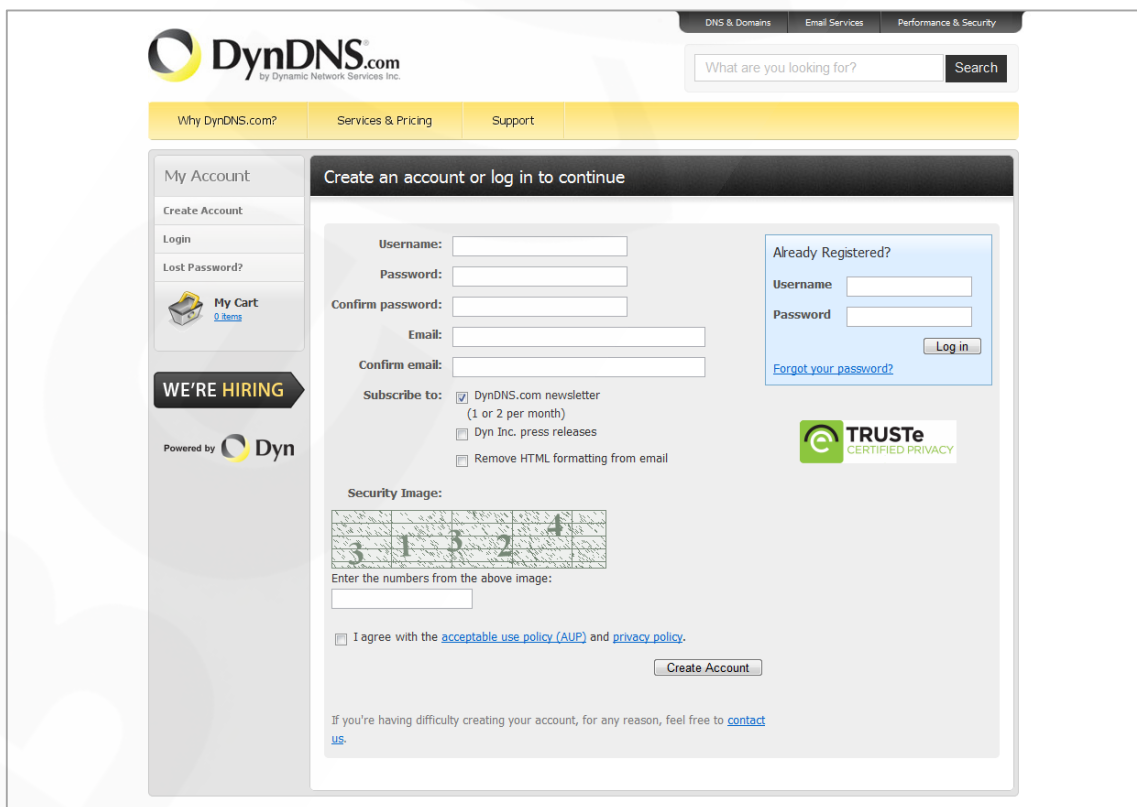 DNS & Domains Email Services Performance & Security
DynDNS.com
by Dynamic Network Services Inc.
What are you looking for? Search
Why DynDNS.com? Services & Pricing Support
My Account
Create Account
Login
Lost Password?
My Cart
0 items
WE'RE HIRING
Powered by Dyn
Create an account or log in to continue
Username:
Password:
Confirm password:
Email:
Confirm email:
Subscribe to: DynDNS.com newsletter
(1 or 2 per month)
Dyn Inc. press releases
Remove HTML formatting from email
Security Image:
3 1 3 2 4
Enter the numbers from the above image:
I agree with the acceptable use policy (AUP) and privacy policy.
Create Account
If you're having difficulty creating your account, for any reason, feel free to contact
us.
Already Registered?
Username
Password
Log in
Forgot your password?
TRUSTe
CERTIFIED PRIVACY